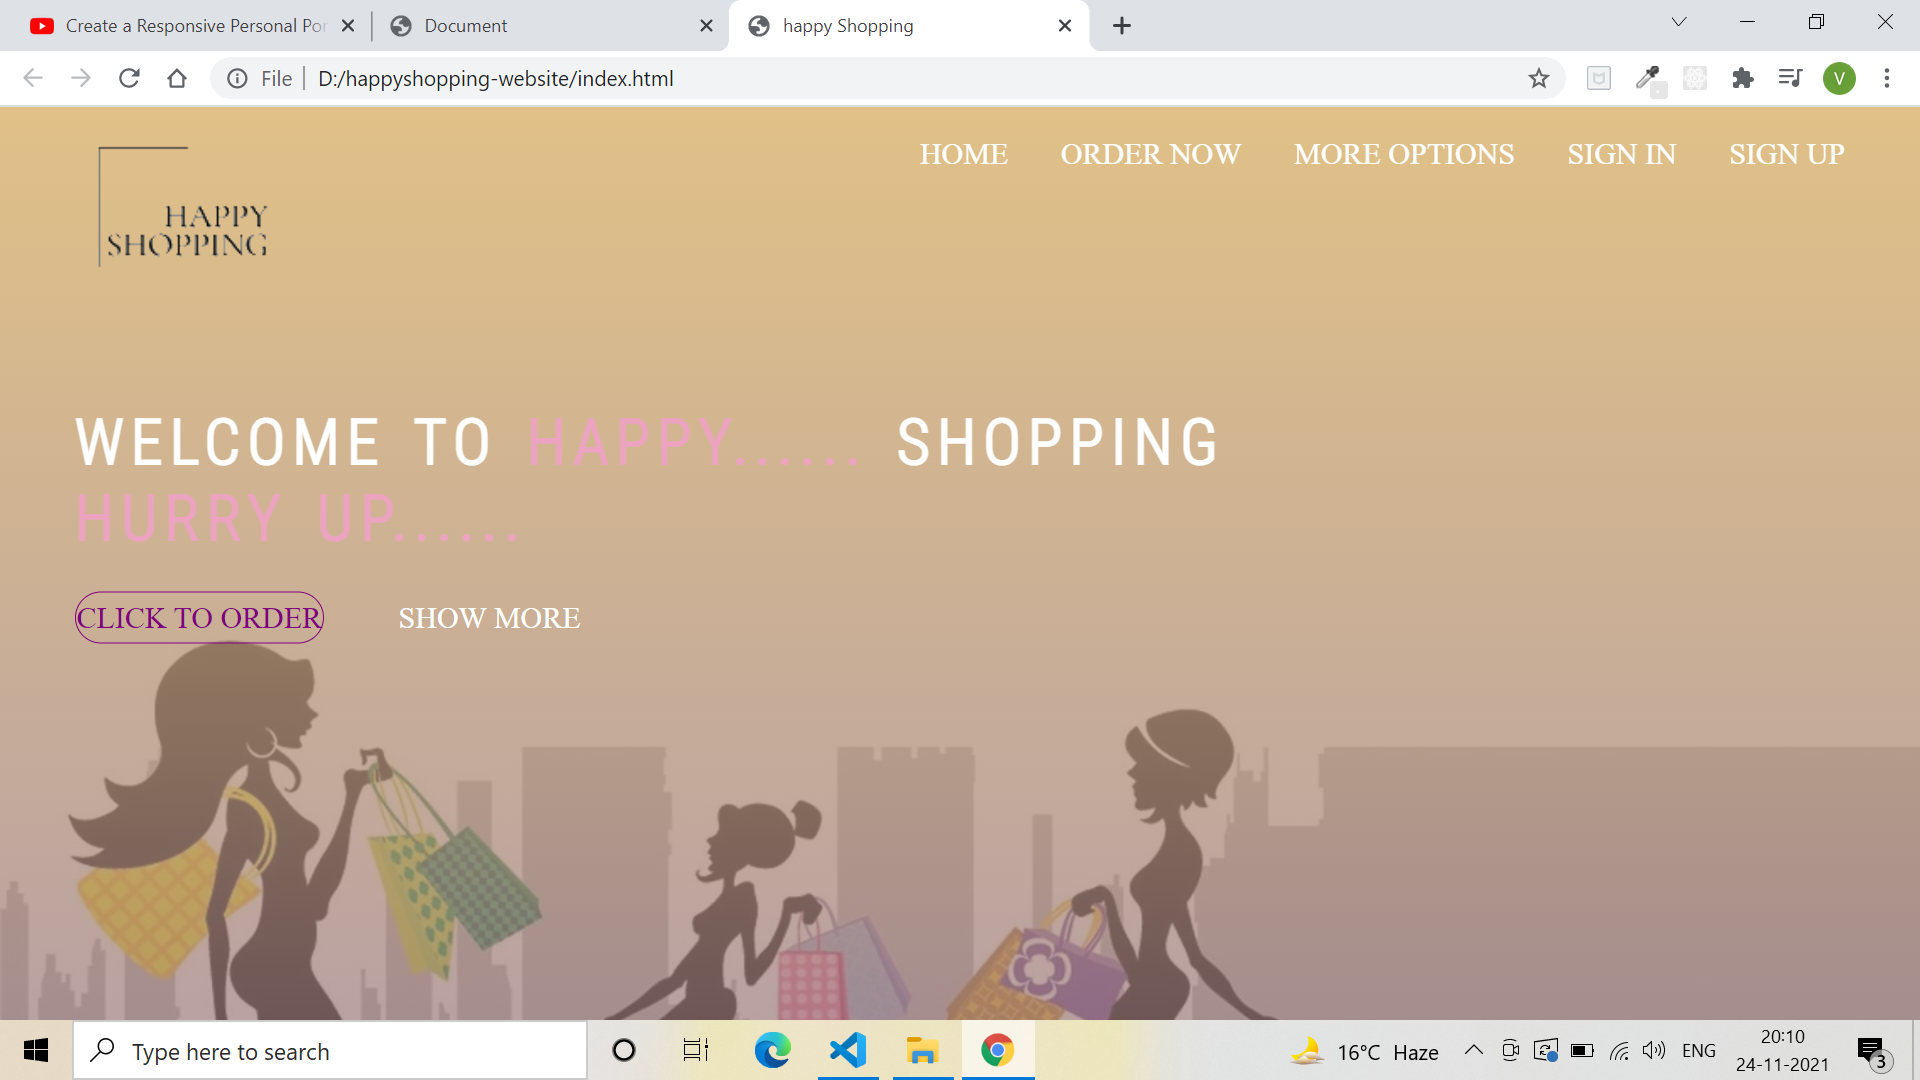 Create a Responsive Personal Por
Document
happy Shopping
File
D:/happyshopping-website/index.html
V
HOME
ORDER NOW
MORE OPTIONS
SIGN IN
SIGN UP
HAPPY
SHOPPING
WELCOME TO HAPPY...... SHOPPING
HURRY UP......
CLICK TO ORDER
SHOW MORE
Type here to search
16°C Haze
ENG
20:10
24-11-2021
3